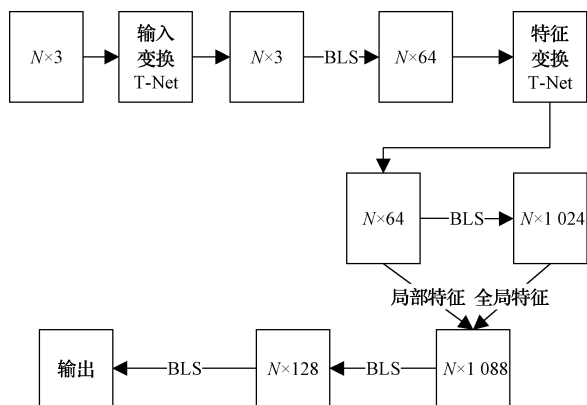 N×3
输入
变换
T-Net
N×3
BLS
N×64
特征
变换
T-Net
N×64
BLS
N×1 024
局部特征
全局特征
输出
BLS
N×128
BLS
N×1 088